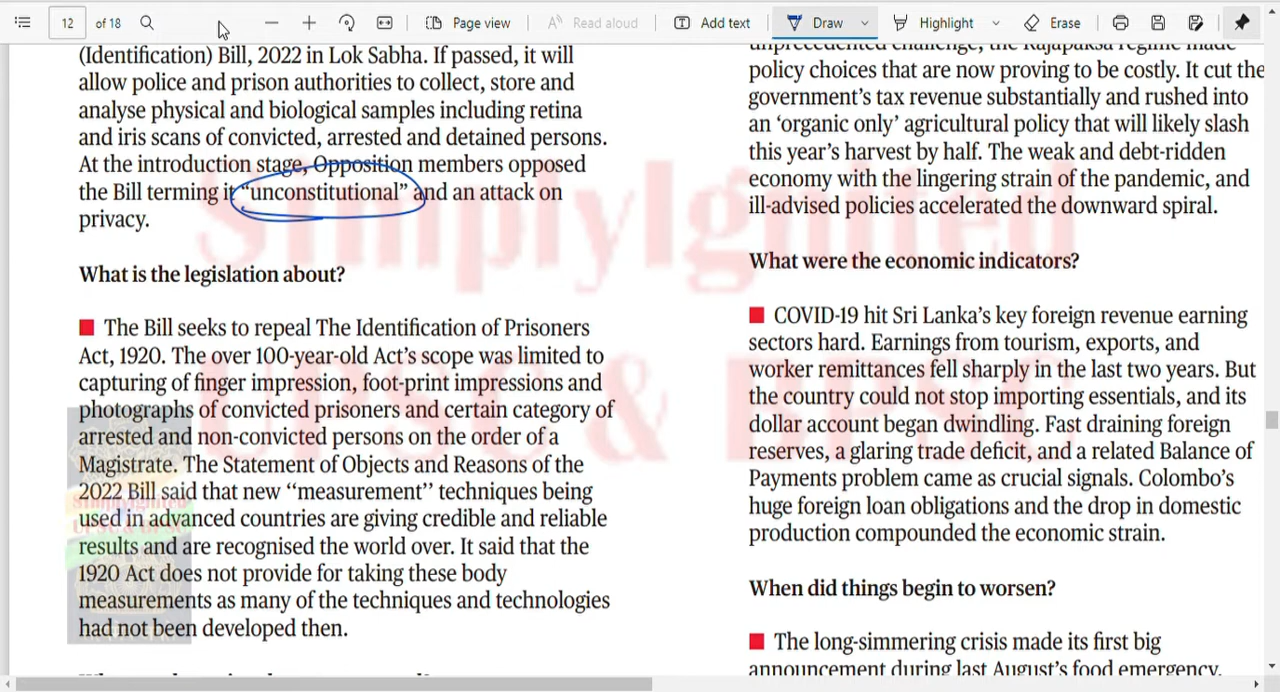 12 of 18 Page view Read aloud Add text Draw Highlight Erase
(Identification) Bill, 2022 in Lok Sabha. If passed, it will
allow police and prison authorities to collect, store and
analyse physical and biological samples including retina
and iris scans of convicted, arrested and detained persons.
At the introduction stage, Opposition members opposed
the Bill terming it “unconstitutional” and an attack on
privacy.
What is the legislation about?
The Bill seeks to repeal The Identification of Prisoners
Act, 1920. The over 100-year-old Act’s scope was limited to
capturing of finger impression, foot-print impressions and
photographs of convicted prisoners and certain category of
arrested and non-convicted persons on the order of a
Magistrate. The Statement of Objects and Reasons of the
2022 Bill said that new ‘‘measurement’’ techniques being
used in advanced countries are giving credible and reliable
results and are recognised the world over. It said that the
1920 Act does not provide for taking these body
measurements as many of the techniques and technologies
had not been developed then.
unprecedented challenge, the Rajapaksa regime made
policy choices that are now proving to be costly. It cut the
government’s tax revenue substantially and rushed into
an ‘organic only’ agricultural policy that will likely slash
this year’s harvest by half. The weak and debt-ridden
economy with the lingering strain of the pandemic, and
ill-advised policies accelerated the downward spiral.
What were the economic indicators?
COVID-19 hit Sri Lanka’s key foreign revenue earning
sectors hard. Earnings from tourism, exports, and
worker remittances fell sharply in the last two years. But
the country could not stop importing essentials, and its
dollar account began dwindling. Fast draining foreign
reserves, a glaring trade deficit, and a related Balance of
Payments problem came as crucial signals. Colombo’s
huge foreign loan obligations and the drop in domestic
production compounded the economic strain.
When did things begin to worsen?
The long-simmering crisis made its first big
announcement during last August’s food emergency,
SimplyIgnited
UPSC & BPSC
SimplyIgnited
UPSC & BPSC